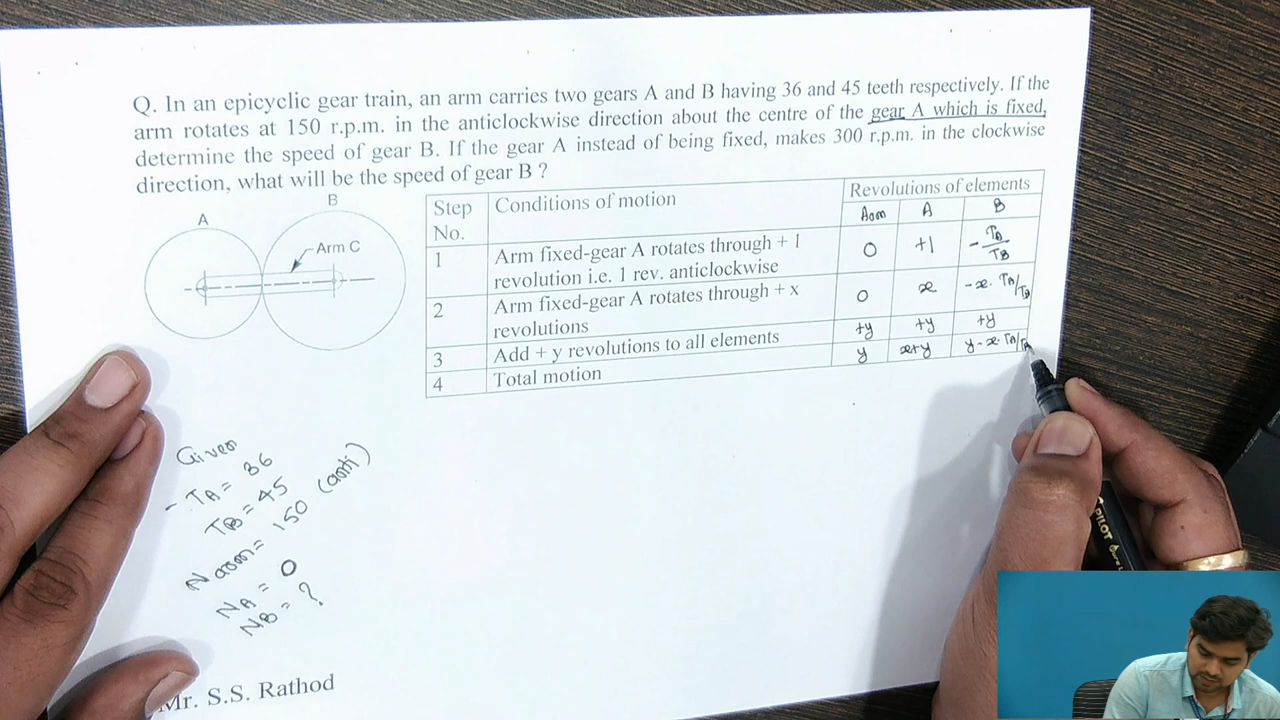 Q. In an epicyclic gear train, an arm carries two gears A and B having 36 and 45 teeth respectively. If the
arm rotates at 150 r.p.m. in the anticlockwise direction about the centre of the gear A which is fixed,
determine the speed of gear B. If the gear A instead of being fixed, makes 300 r.p.m. in the clockwise
direction, what will be the speed of gear B ?
A
B
Arm C
Step No.
Conditions of motion
Revolutions of elements
Arm
A
B
1
Arm fixed-gear A rotates through + 1
revolution i.e. 1 rev. anticlockwise
0
+1
- TA/TB
2
Arm fixed-gear A rotates through + x
revolutions
0
x
-x. TA/TB
3
Add + y revolutions to all elements
+y
+y
+y
4
Total motion
y
x+y
y-x.TA/TB
Given
- TA = 36
TB = 45
Narm = 150 (anti)
NA = 0
NB = ?
Mr. S.S. Rathod
PILOT